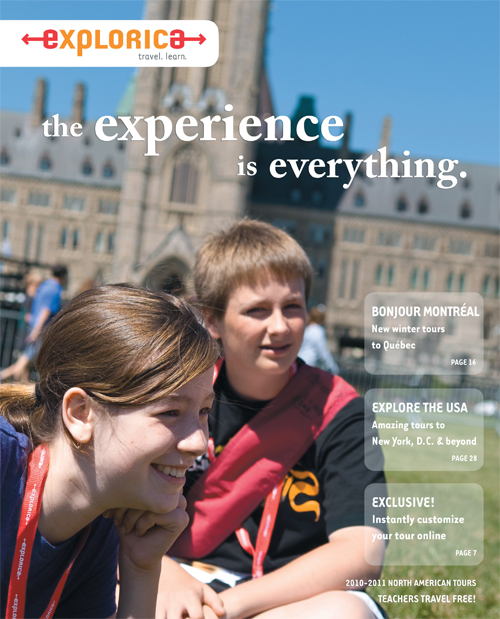 explorica
travel. learn.
the experience
is everything.
BONJOUR MONTRÉAL
New winter tours
to Québec
PAGE 16
EXPLORE THE USA
Amazing tours to
New York, D.C. & beyond
PAGE 28
EXCLUSIVE!
Instantly customize
your tour online
PAGE 7
2010-2011 NORTH AMERICAN TOURS
TEACHERS TRAVEL FREE!
explorica
explorica